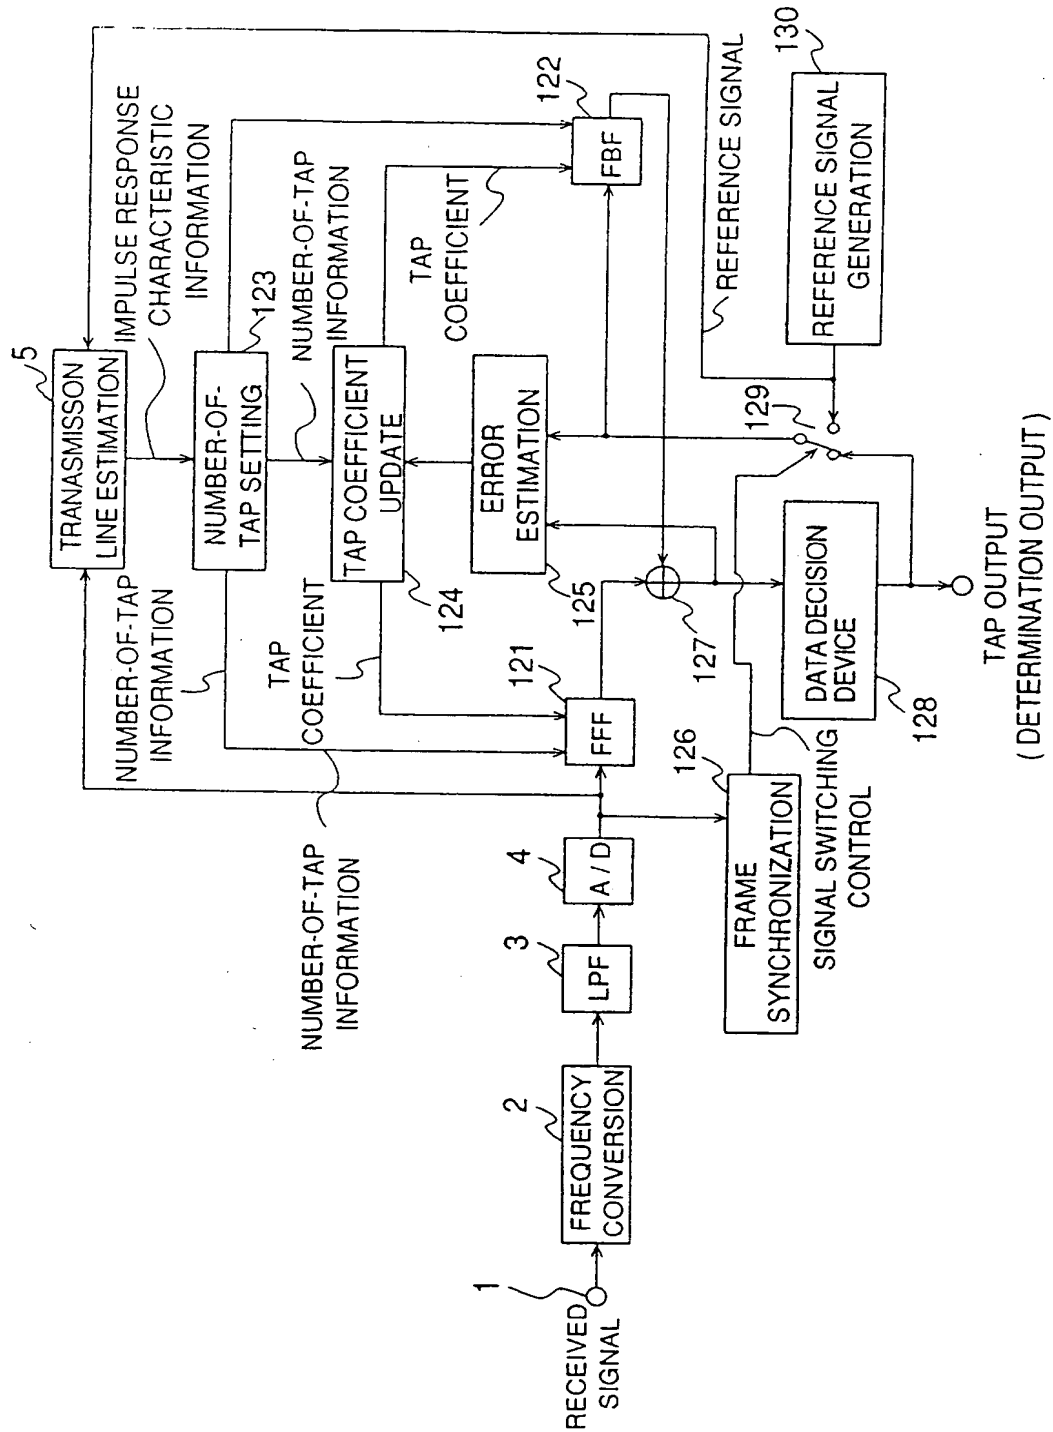 5
TRANASMISSON
LINE ESTIMATION
IMPULSE RESPONSE
CHARACTERISTIC
INFORMATION
NUMBER-OF-TAP
INFORMATION
NUMBER-OF-
TAP SETTING
123
NUMBER-OF-TAP
INFORMATION
TAP
COEFFICIENT
TAP COEFFICIENT
UPDATE
124
TAP
COEFFICIENT
122
FBF
NUMBER-OF-TAP
INFORMATION
ERROR
ESTIMATION
125
121
FFF
127
REFERENCE SIGNAL
1
RECEIVED
SIGNAL
2
FREQUENCY
CONVERSION
3
LPF
4
A/D
126
FRAME
SYNCHRONIZATION
SIGNAL SWITCHING
CONTROL
DATA DECISION
DEVICE
128
129
130
REFERENCE SIGNAL
GENERATION
TAP OUTPUT
( DETERMINATION OUTPUT )